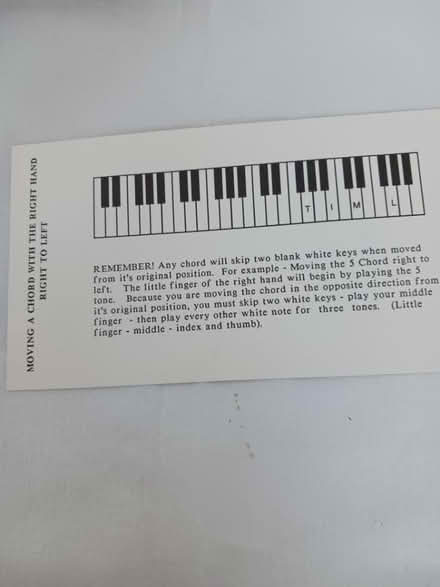 MOVING A CHORD WITH THE RIGHT HAND
RIGHT TO LEFT
T I M L
REMEMBER! Any chord will skip two blank white keys when moved
from it's original position. For example - Moving the 5 Chord right to
left. The little finger of the right hand will begin by playing the 5
tone. Because you are moving the chord in the opposite direction from
it's original position, you must skip two white keys - play your middle
finger - then play every other white note for three tones. (Little
finger - middle - index and thumb).